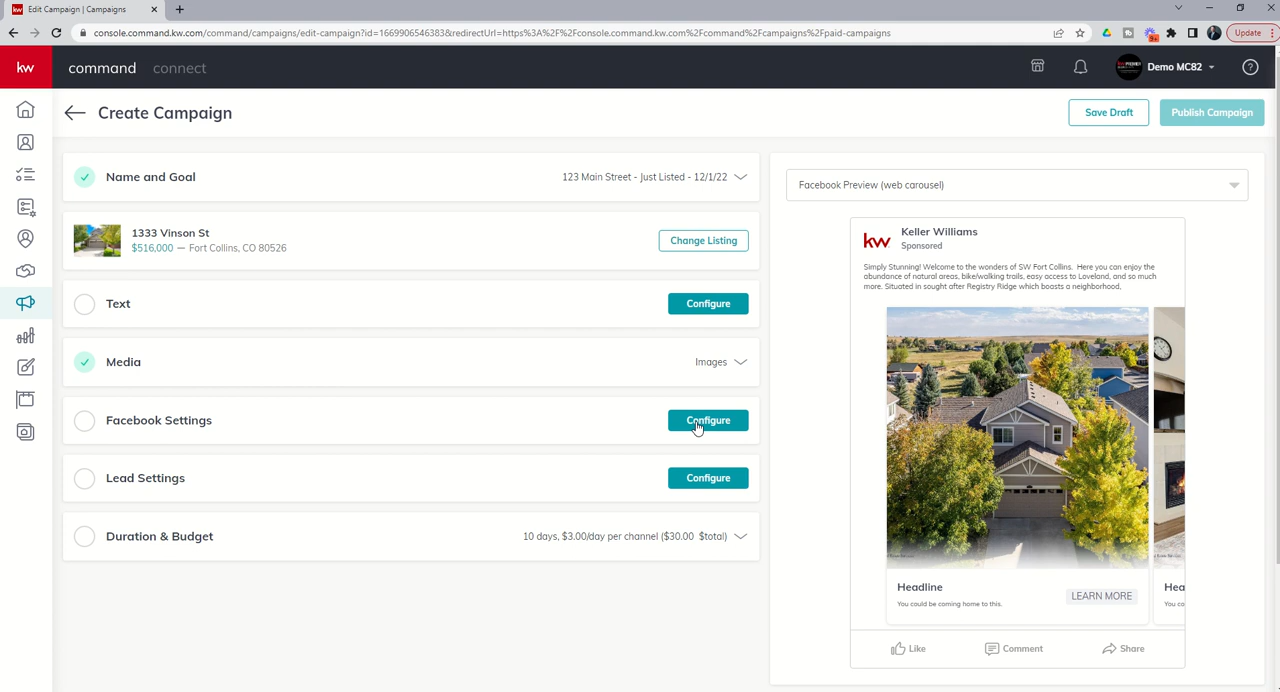 kw Edit Campaign | Campaigns
console.command.kw.com/command/campaigns/edit-campaign?id=1669906546383&redirectUrl=https%3A%2F%2Fconsole.command.kw.com%2Fcommand%2Fcampaigns%2Fpaid-campaigns
9+
Update
kw
command connect
Demo MC82
Create Campaign
Save Draft
Publish Campaign
Name and Goal
123 Main Street - Just Listed - 12/1/22
1333 Vinson St
$516,000 — Fort Collins, CO 80526
Change Listing
Text
Configure
Media
Images
Facebook Settings
Configure
Lead Settings
Configure
Duration & Budget
10 days, $3.00/day per channel ($30.00 $total)
Facebook Preview (web carousel)
kw
Keller Williams
Sponsored
Simply Stunning! Welcome to the wonders of SW Fort Collins. Here you can enjoy the
abundance of natural areas, bike/walking trails, easy access to Loveland, and so much
more. Situated in sought after Registry Ridge which boasts a neighborhood,
Headline
You could be coming home to this.
LEARN MORE
Hea
You co
Like
Comment
Share